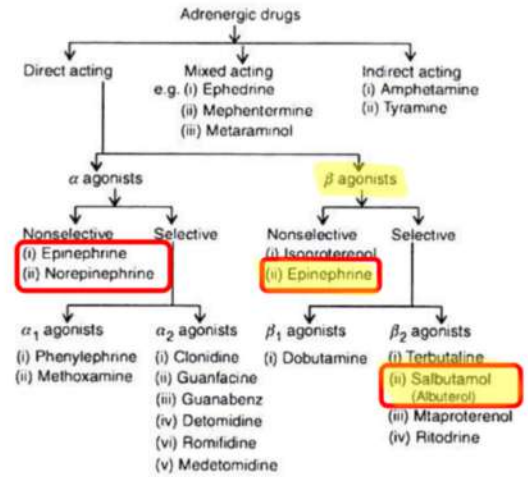 Adrenergic drugs
Direct acting
Mixed acting
e.g. (i) Ephedrine
(ii) Mephentermine
(iii) Metaraminol
Indirect acting
(i) Amphetamine
(ii) Tyramine
α agonists
β agonists
Nonselective
(i) Epinephrine
(ii) Norepinephrine
Selective
Nonselective
(i) Isoproterenol
(ii) Epinephrine
Selective
α1 agonists
(i) Phenylephrine
(ii) Methoxamine
α2 agonists
(i) Clonidine
(ii) Guanfacine
(iii) Guanabenz
(iv) Detomidine
(vi) Romifidine
(v) Medetomidine
β1 agonists
(i) Dobutamine
β2 agonists
(i) Terbutaline
(ii) Salbutamol
(Albuterol)
(iii) Mtaproterenol
(iv) Ritodrine